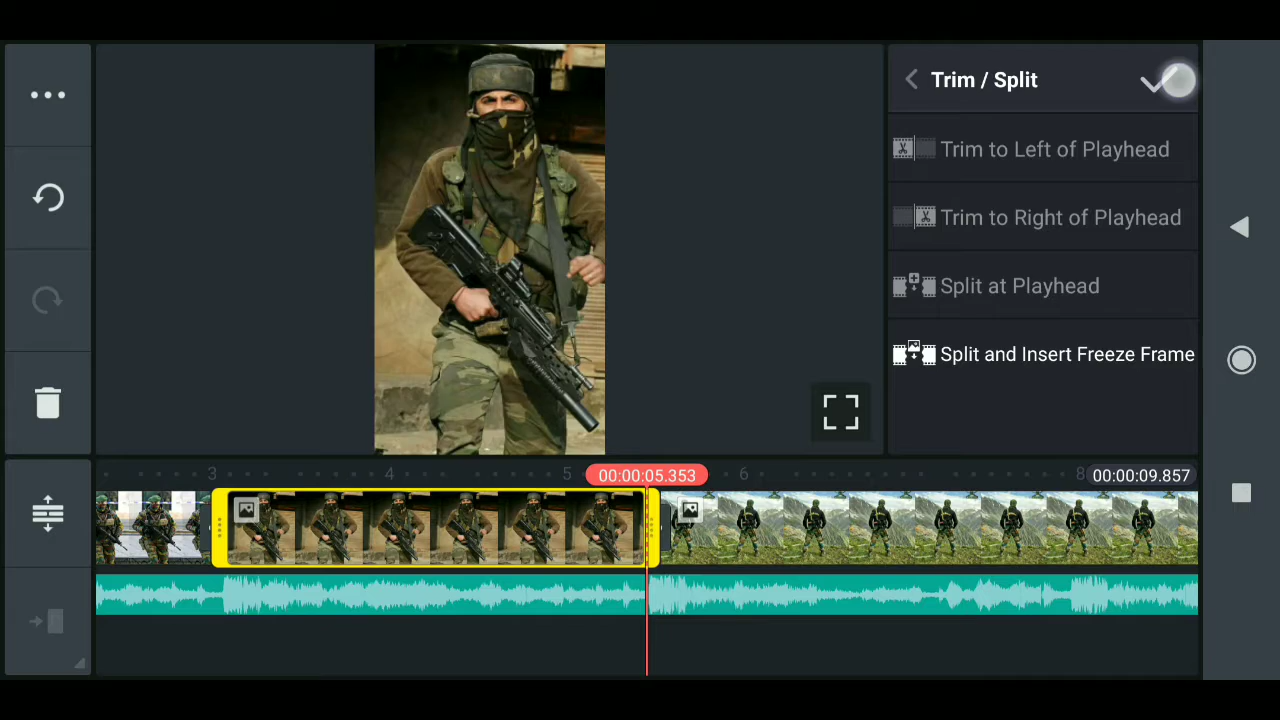 Trim / Split
Trim to Left of Playhead
Trim to Right of Playhead
Split at Playhead
Split and Insert Freeze Frame
3 4 5 00:00:05.353 6 8 00:00:09.857